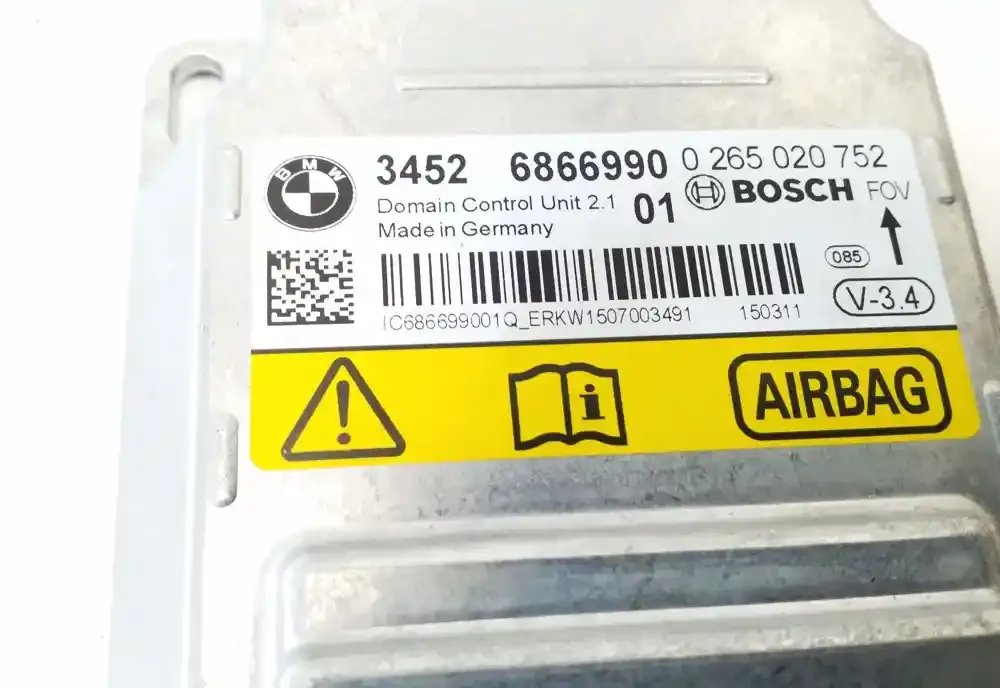 BMW
3452 6866990 0 265 020 752
Domain Control Unit 2.1 01 BOSCH FOV
Made in Germany
085
V-3.4
IC686699001Q_ERKW1507003491 150311
AIRBAG